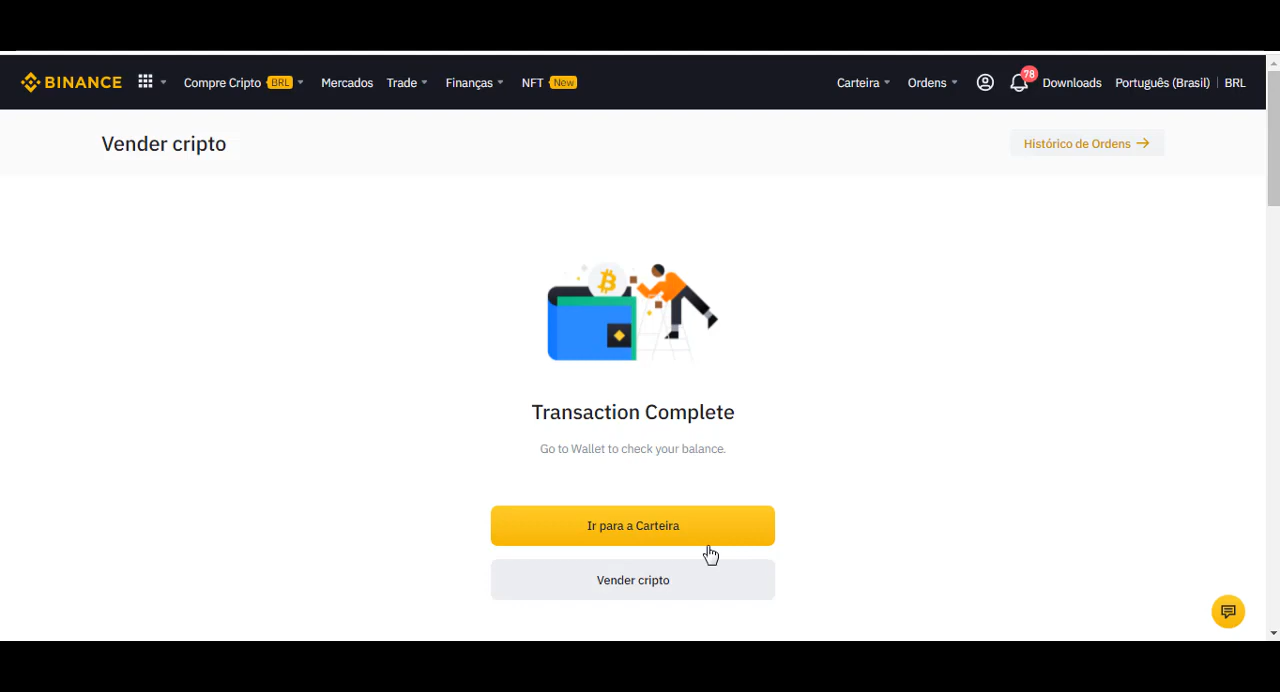 BINANCE Compre Cripto BRL Mercados Trade Finanças NFT New Carteira Ordens 78 Downloads Português (Brasil) BRL
Vender cripto Histórico de Ordens →
Transaction Complete
Go to Wallet to check your balance.
Ir para a Carteira
Vender cripto